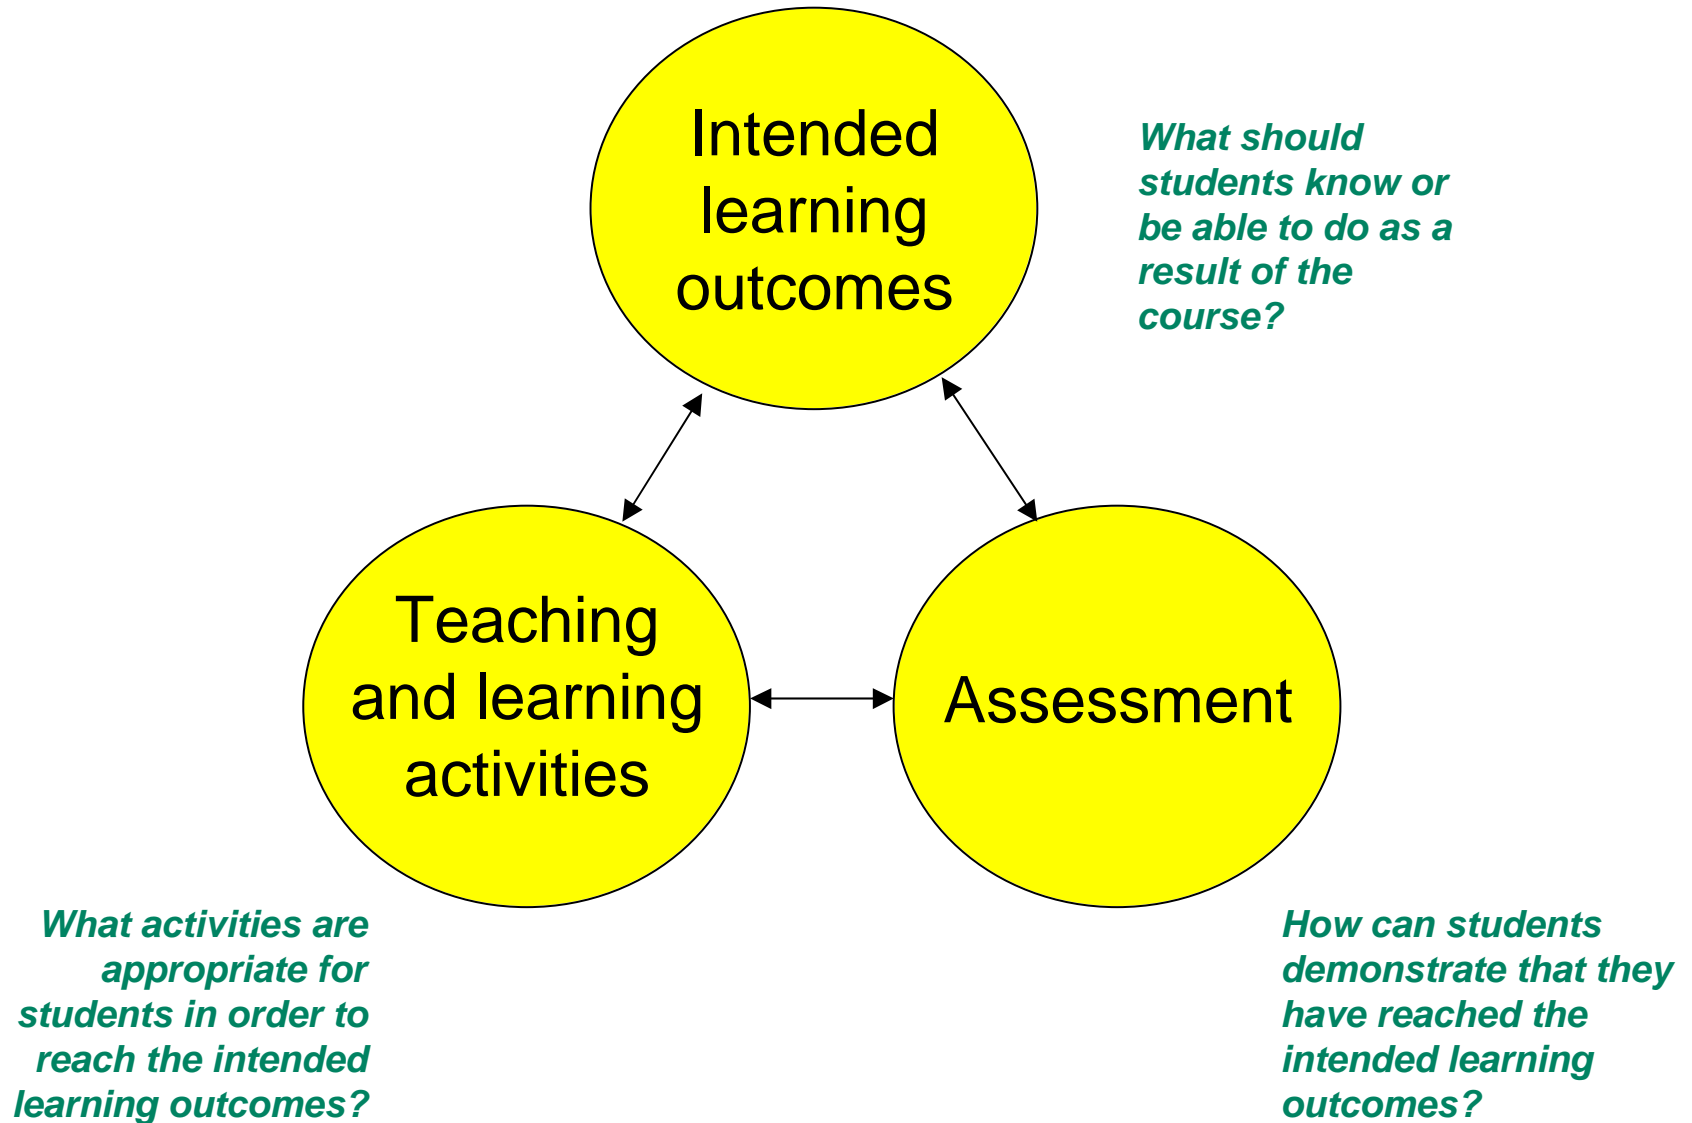 Intended
learning
outcomes
What should
students know or
be able to do as a
result of the
course?
Teaching
and learning
activities
Assessment
What activities are
appropriate for
students in order to
reach the intended
learning outcomes?
How can students
demonstrate that they
have reached the
intended learning
outcomes?